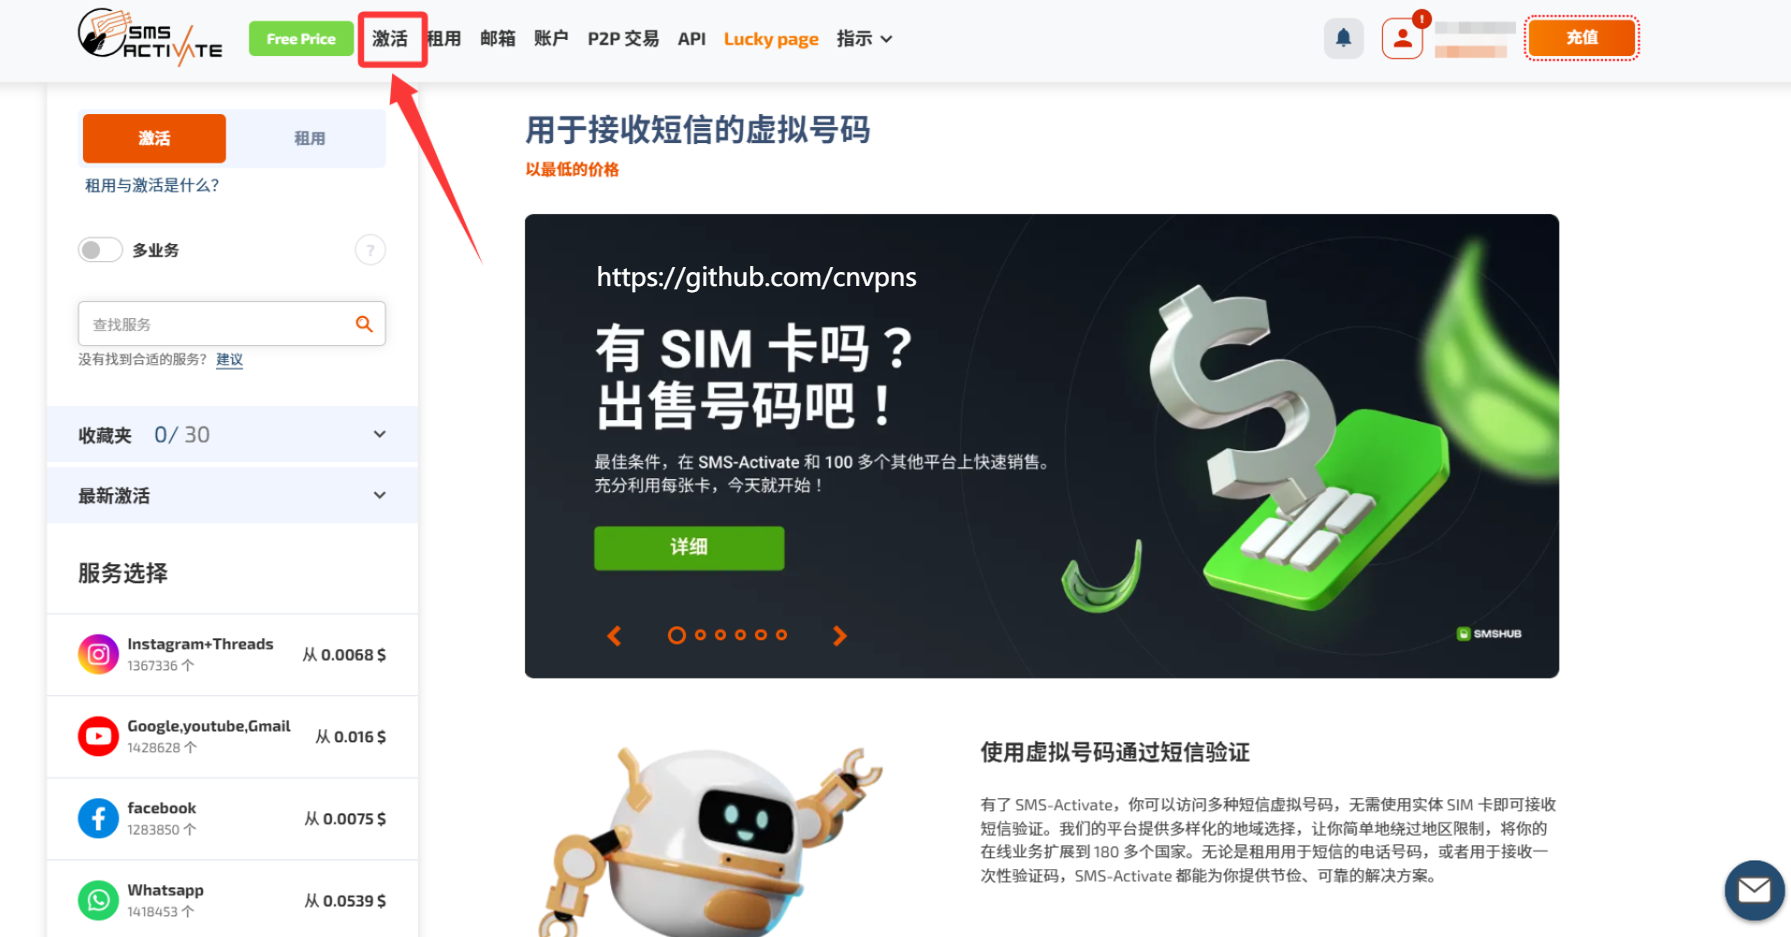 SMS
ACTIVATE
Free Price
激活
租用
邮箱
账户
P2P 交易
API
Lucky page
指示
!
充值
激活
租用
租用与激活是什么?
多业务
?
查找服务
没有找到合适的服务? 建议
收藏夹 0/ 30
最新激活
服务选择
Instagram+Threads
1367336 个
从 0.0068 $
Google,youtube,Gmail
1428628 个
从 0.016 $
facebook
1283850 个
从 0.0075 $
Whatsapp
1418453 个
从 0.0539 $
用于接收短信的虚拟号码
以最低的价格
https://github.com/cnvpns
有 SIM 卡吗？
出售号码吧！
最佳条件，在 SMS-Activate 和 100 多个其他平台上快速销售。
充分利用每张卡，今天就开始！
详细
SMSHUB
使用虚拟号码通过短信验证
有了 SMS-Activate，你可以访问多种短信虚拟号码，无需使用实体 SIM 卡即可接收
短信验证。我们的平台提供多样化的地域选择，让你简单地绕过地区限制，将你的
在线业务扩展到 180 多个国家。无论是租用用于短信的电话号码，或者用于接收一
次性验证码，SMS-Activate 都能为你提供节俭、可靠的解决方案。